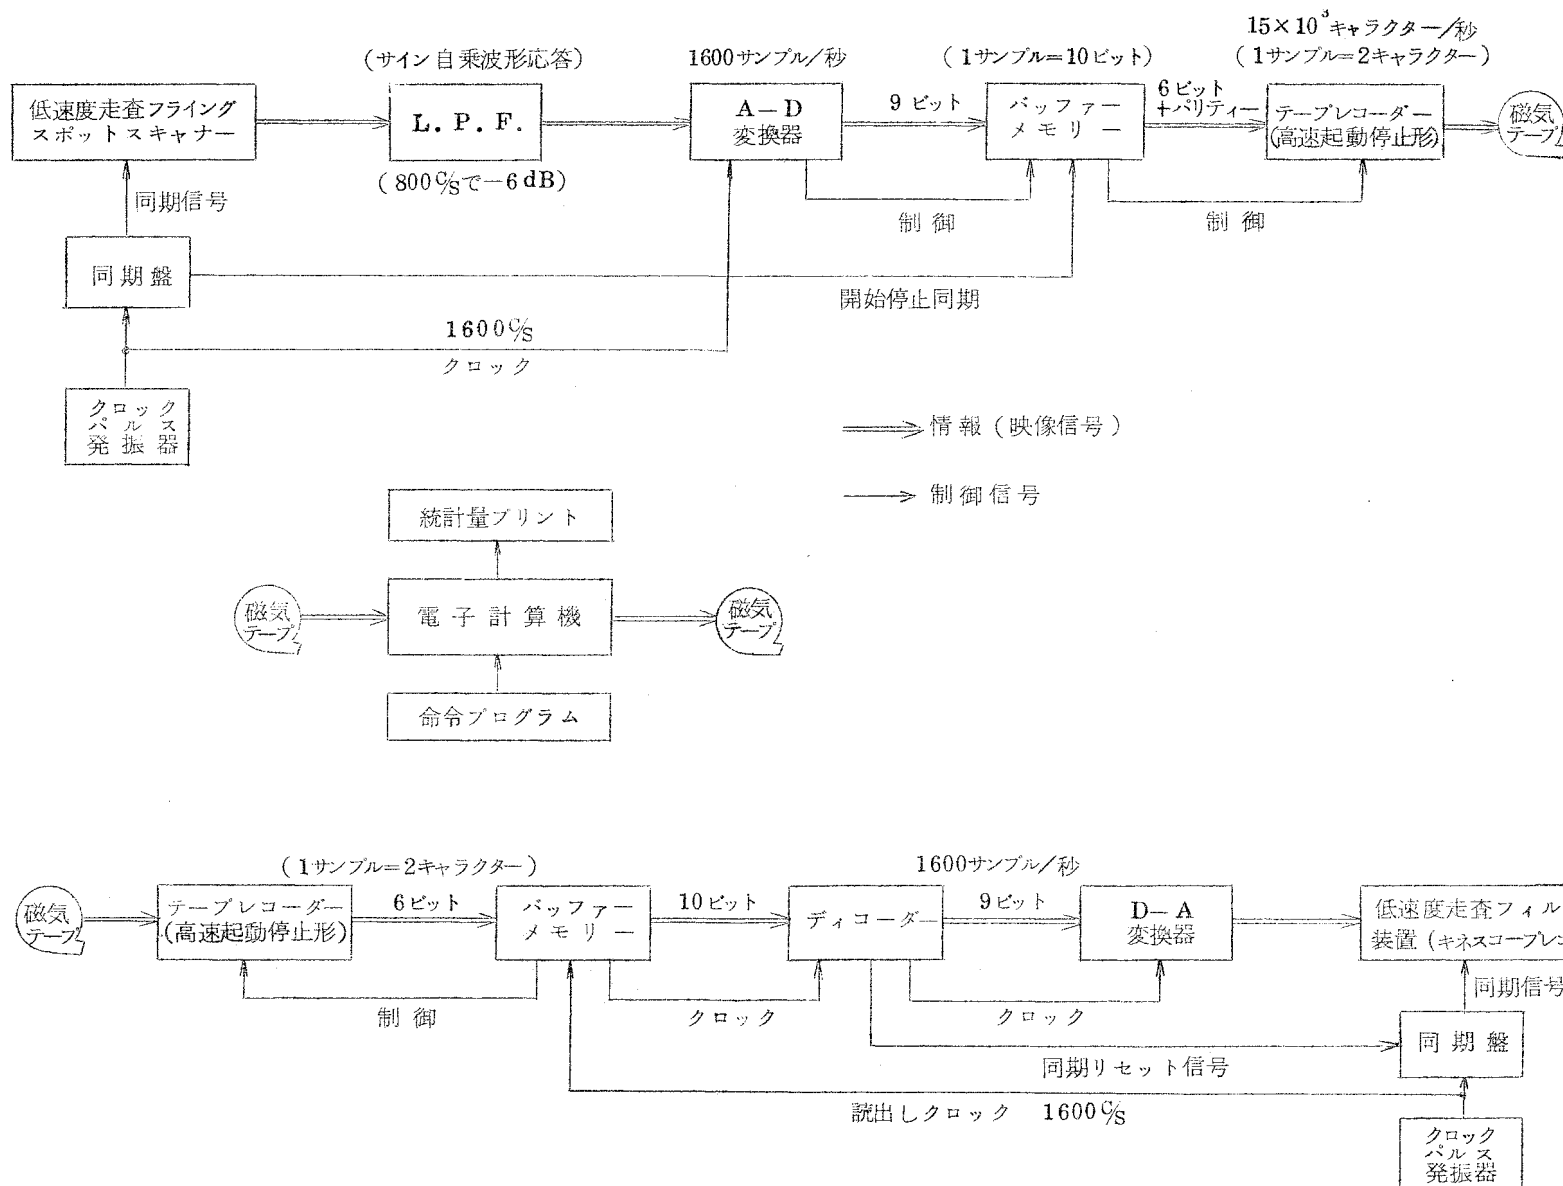 15×10³キャラクター/秒
(サイン自乗波形応答)
1600サンプル/秒
(1サンプル=10ビット)
(1サンプル=2キャラクター)
低速度走査フライング
スポットスキャナー
L. P. F.
A-D
変換器
9ビット
バッファー
メモリー
6ビット
+パリティー
テープレコーダー
(高速起動停止形)
磁気
テープ
(800c/sで-6dB)
同期信号
制御
制御
同期盤
開始停止同期
1600c/s
クロック
クロック
パルス
発振器
情報(映像信号)
制御信号
統計量プリント
磁気
テープ
電子計算機
磁気
テープ
命令プログラム
(1サンプル=2キャラクター)
1600サンプル/秒
磁気
テープ
テープレコーダー
(高速起動停止形)
6ビット
バッファー
メモリー
10ビット
ディコーダー
9ビット
D-A
変換器
低速度走査フィル
装置(キネスコープレコ
同期信号
制御
クロック
クロック
同期盤
同期リセット信号
読出しクロック 1600c/s
クロック
パルス
発振器